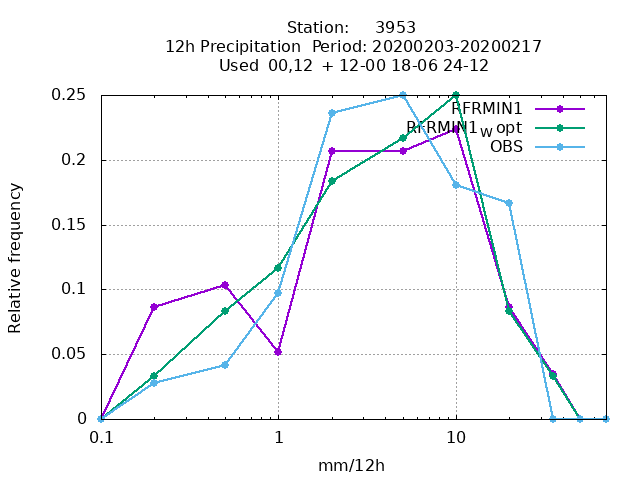 Station: 3953
12h Precipitation Period: 20200203-20200217
Used 00,12 + 12-00 18-06 24-12
0.25
RFRMIN1
RFRMIN1w opt
OBS
0.2
0.15
0.1
0.05
0
Relative frequency
0.1 1 10
mm/12h